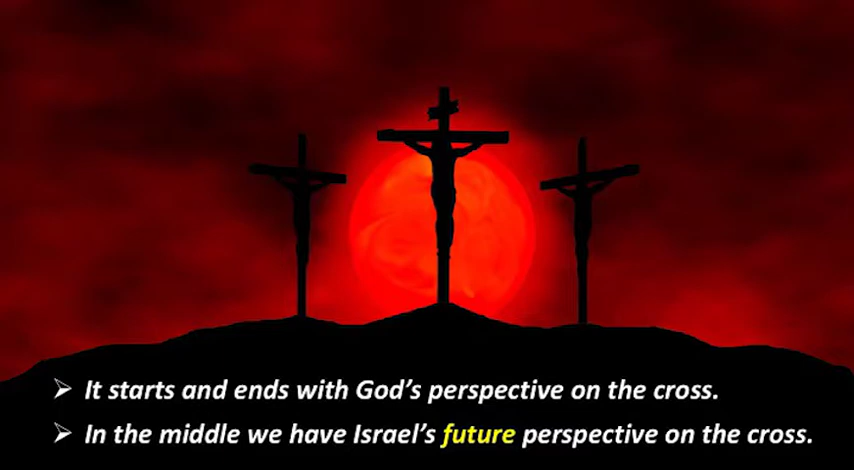 ➢ It starts and ends with God’s perspective on the cross.
➢ In the middle we have Israel’s future perspective on the cross.